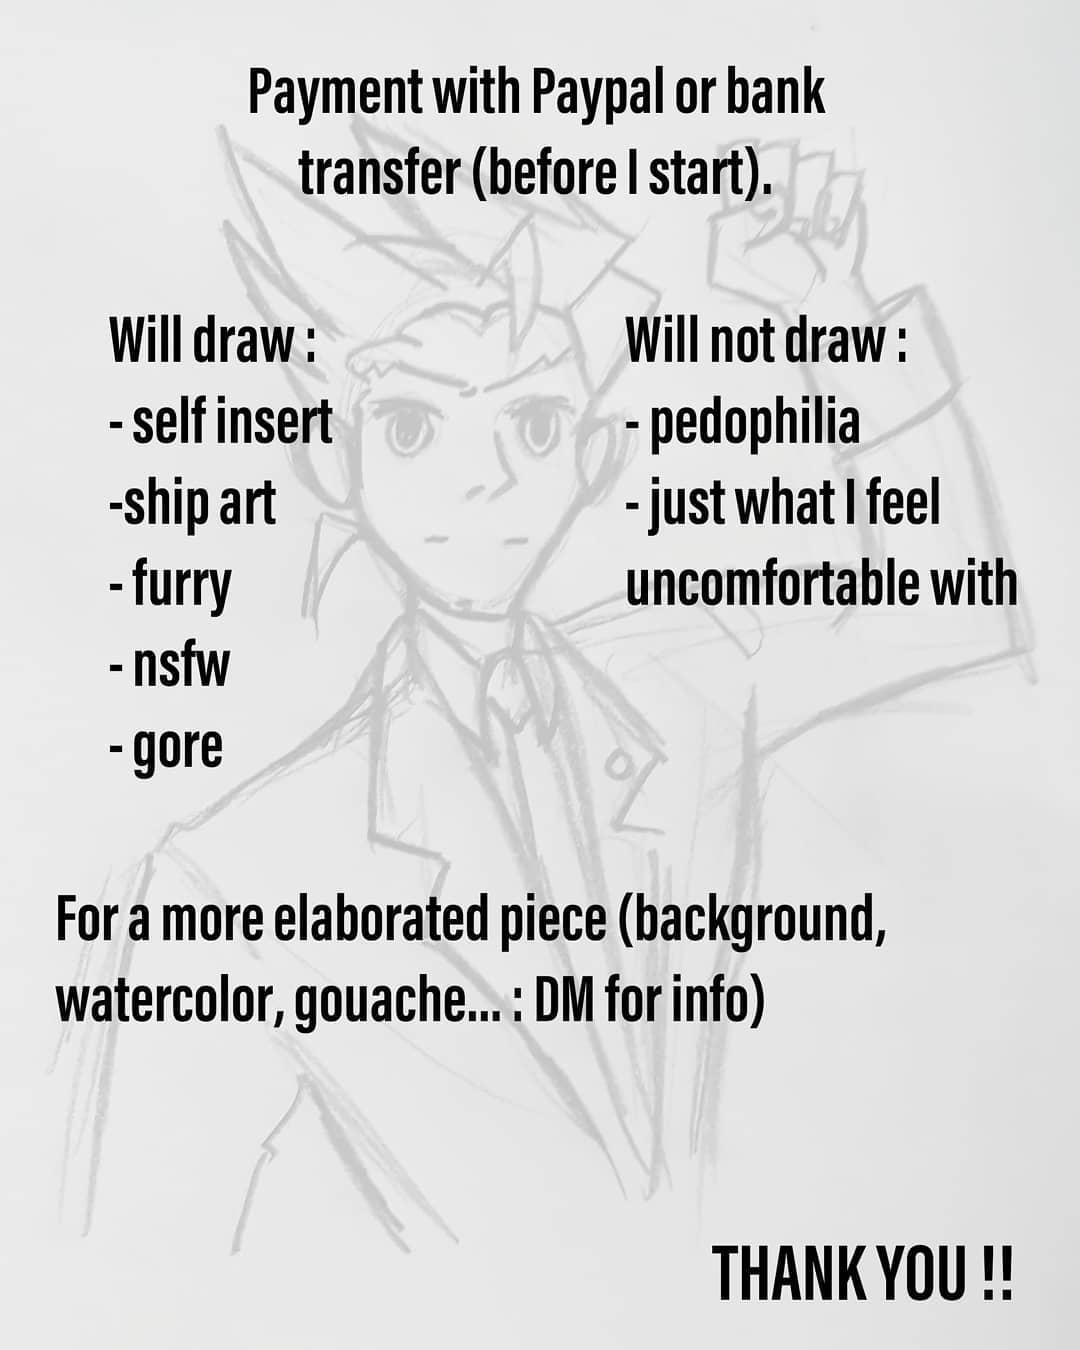 Payment with Paypal or bank
transfer (before I start).
Will draw :
- self insert
-ship art
- furry
- nsfw
- gore
Will not draw :
- pedophilia
- just what I feel
uncomfortable with
For a more elaborated piece (background,
watercolor, gouache... : DM for info)
THANK YOU !!